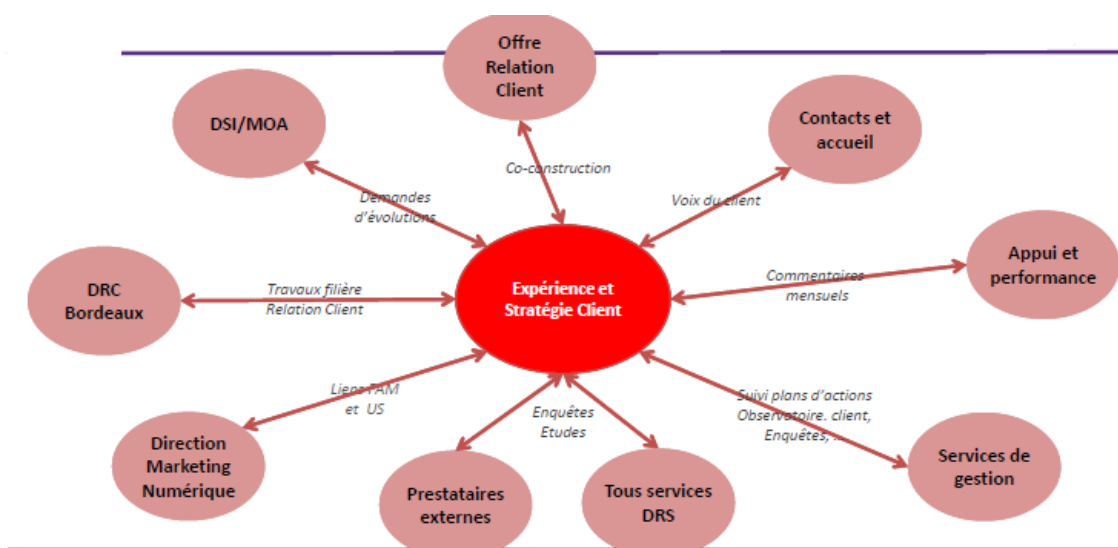 Offre
Relation
Client
DSI/MOA
Contacts et
accueil
Co-construction
Demandes
d'évolutions
Voix du client
Appui et
performance
Commentaires
mensuels
Expérience et
Stratégie Client
DRC
Bordeaux
Travaux filière
Relation Client
Liens FAM
et US
Enquêtes
Etudes
Suivi plans d'actions
Observatoire. client,
Enquêtes, ...
Direction
Marketing
Numérique
Prestataires
externes
Tous services
DRS
Services de
gestion